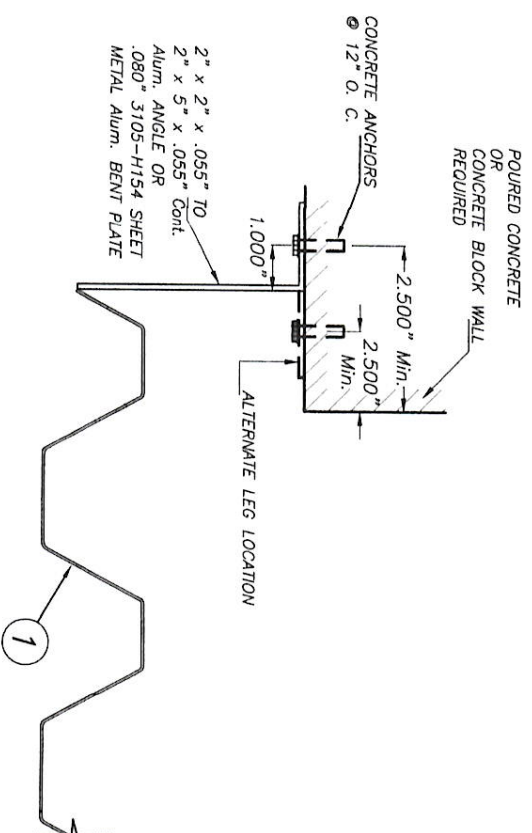 POURED CONCRETE
OR
CONCRETE BLOCK WALL
REQUIRED
CONCRETE ANCHORS
@ 12" O. C.
2.500" Min.
2.500"
Min.
1.000"
ALTERNATE LEG LOCATION
2" x 2" x .055" TO
2" x 5" x .055" Cont.
Alum. ANGLE OR
.080" 3105-H154 SHEET
METAL Alum. BENT PLATE
1